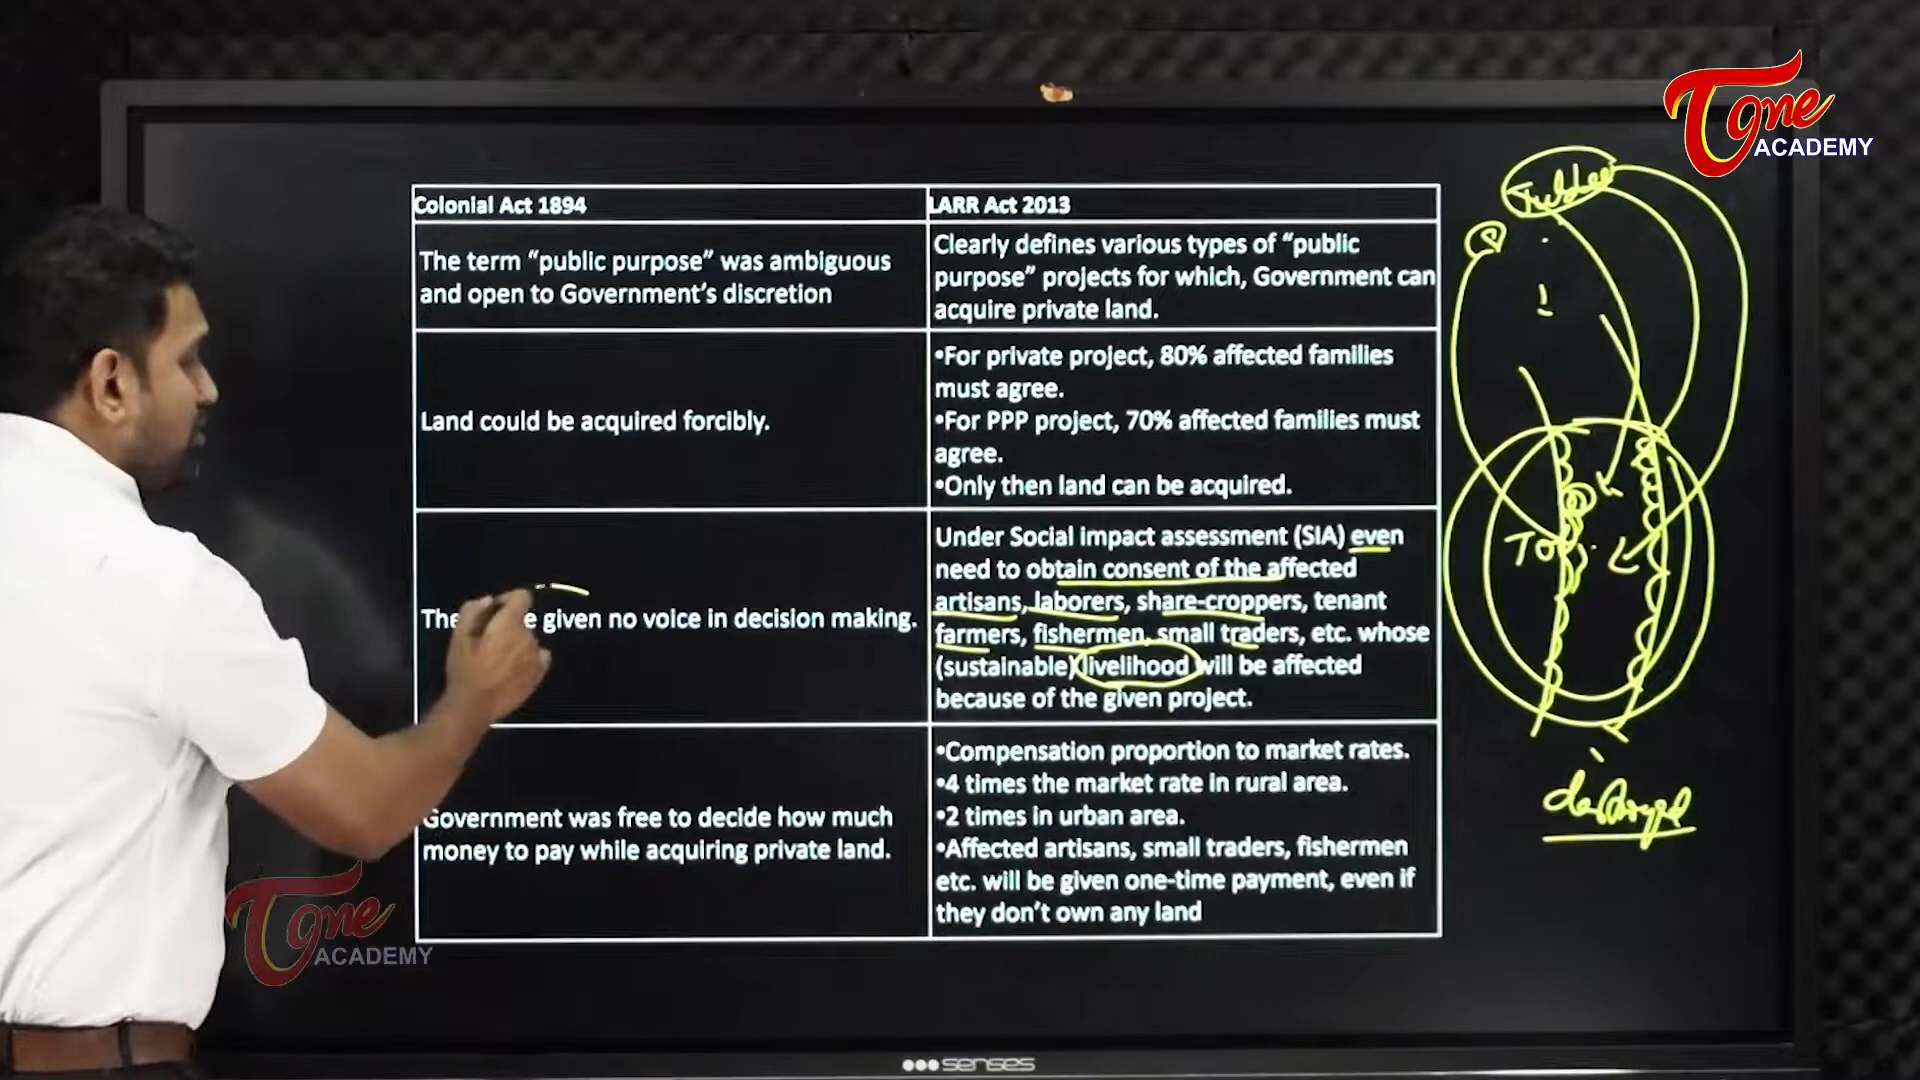 Tone
ACADEMY
Colonial Act 1894
LARR Act 2013
The term “public purpose” was ambiguous
and open to Government’s discretion
Clearly defines various types of “public
purpose” projects for which, Government can
acquire private land.
Land could be acquired forcibly.
•For private project, 80% affected families
must agree.
•For PPP project, 70% affected families must
agree.
•Only then land can be acquired.
given no voice in decision making.
Under Social impact assessment (SIA) even
need to obtain consent of the affected
artisans, laborers, share-croppers, tenant
farmers, fishermen, small traders, etc. whose
(sustainable) livelihood will be affected
because of the given project.
Government was free to decide how much
money to pay while acquiring private land.
•Compensation proportion to market rates.
•4 times the market rate in rural area.
•2 times in urban area.
•Affected artisans, small traders, fishermen
etc. will be given one-time payment, even if
they don’t own any land
Tone
ACADEMY
senses